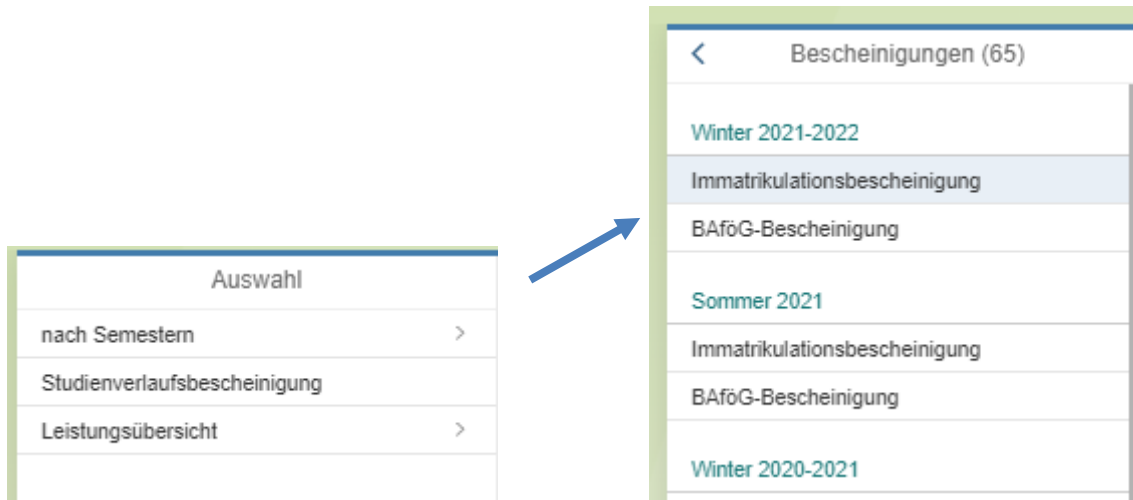 Auswahl
nach Semestern
Studienverlaufsbescheinigung
Leistungsübersicht
Bescheinigungen (65)
Winter 2021-2022
Immatrikulationsbescheinigung
BAföG-Bescheinigung
Sommer 2021
Immatrikulationsbescheinigung
BAföG-Bescheinigung
Winter 2020-2021